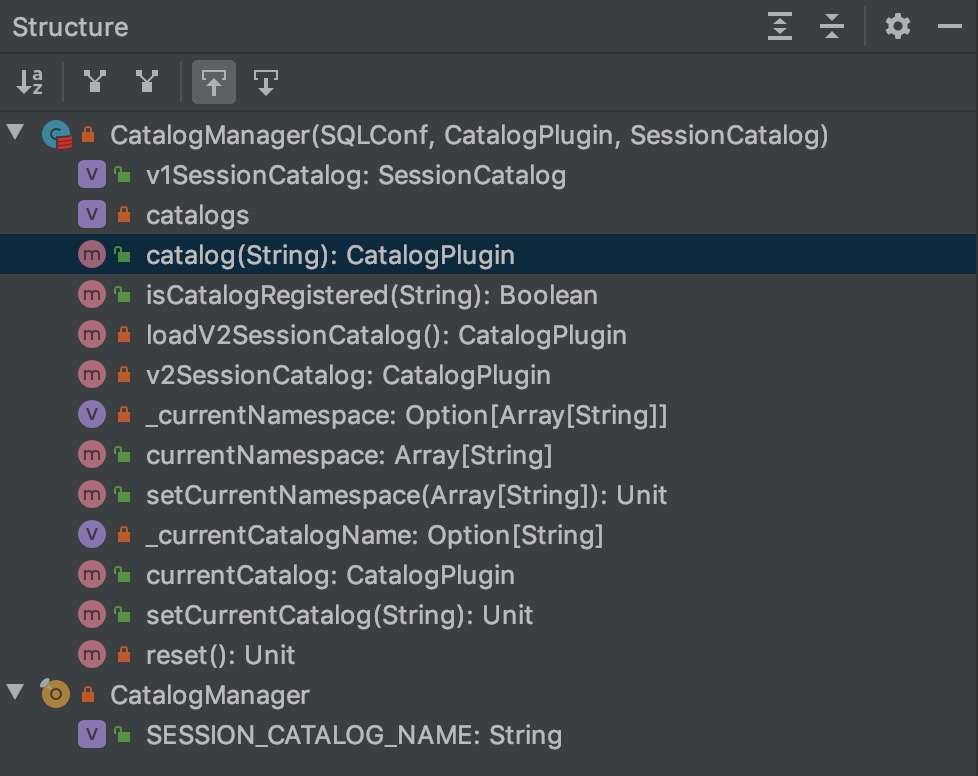 Structure
CatalogManager(SQLConf, CatalogPlugin, SessionCatalog)
v1SessionCatalog: SessionCatalog
catalogs
catalog(String): CatalogPlugin
isCatalogRegistered(String): Boolean
loadV2SessionCatalog(): CatalogPlugin
v2SessionCatalog: CatalogPlugin
_currentNamespace: Option[Array[String]]
currentNamespace: Array[String]
setCurrentNamespace(Array[String]): Unit
_currentCatalogName: Option[String]
currentCatalog: CatalogPlugin
setCurrentCatalog(String): Unit
reset(): Unit
CatalogManager
SESSION_CATALOG_NAME: String